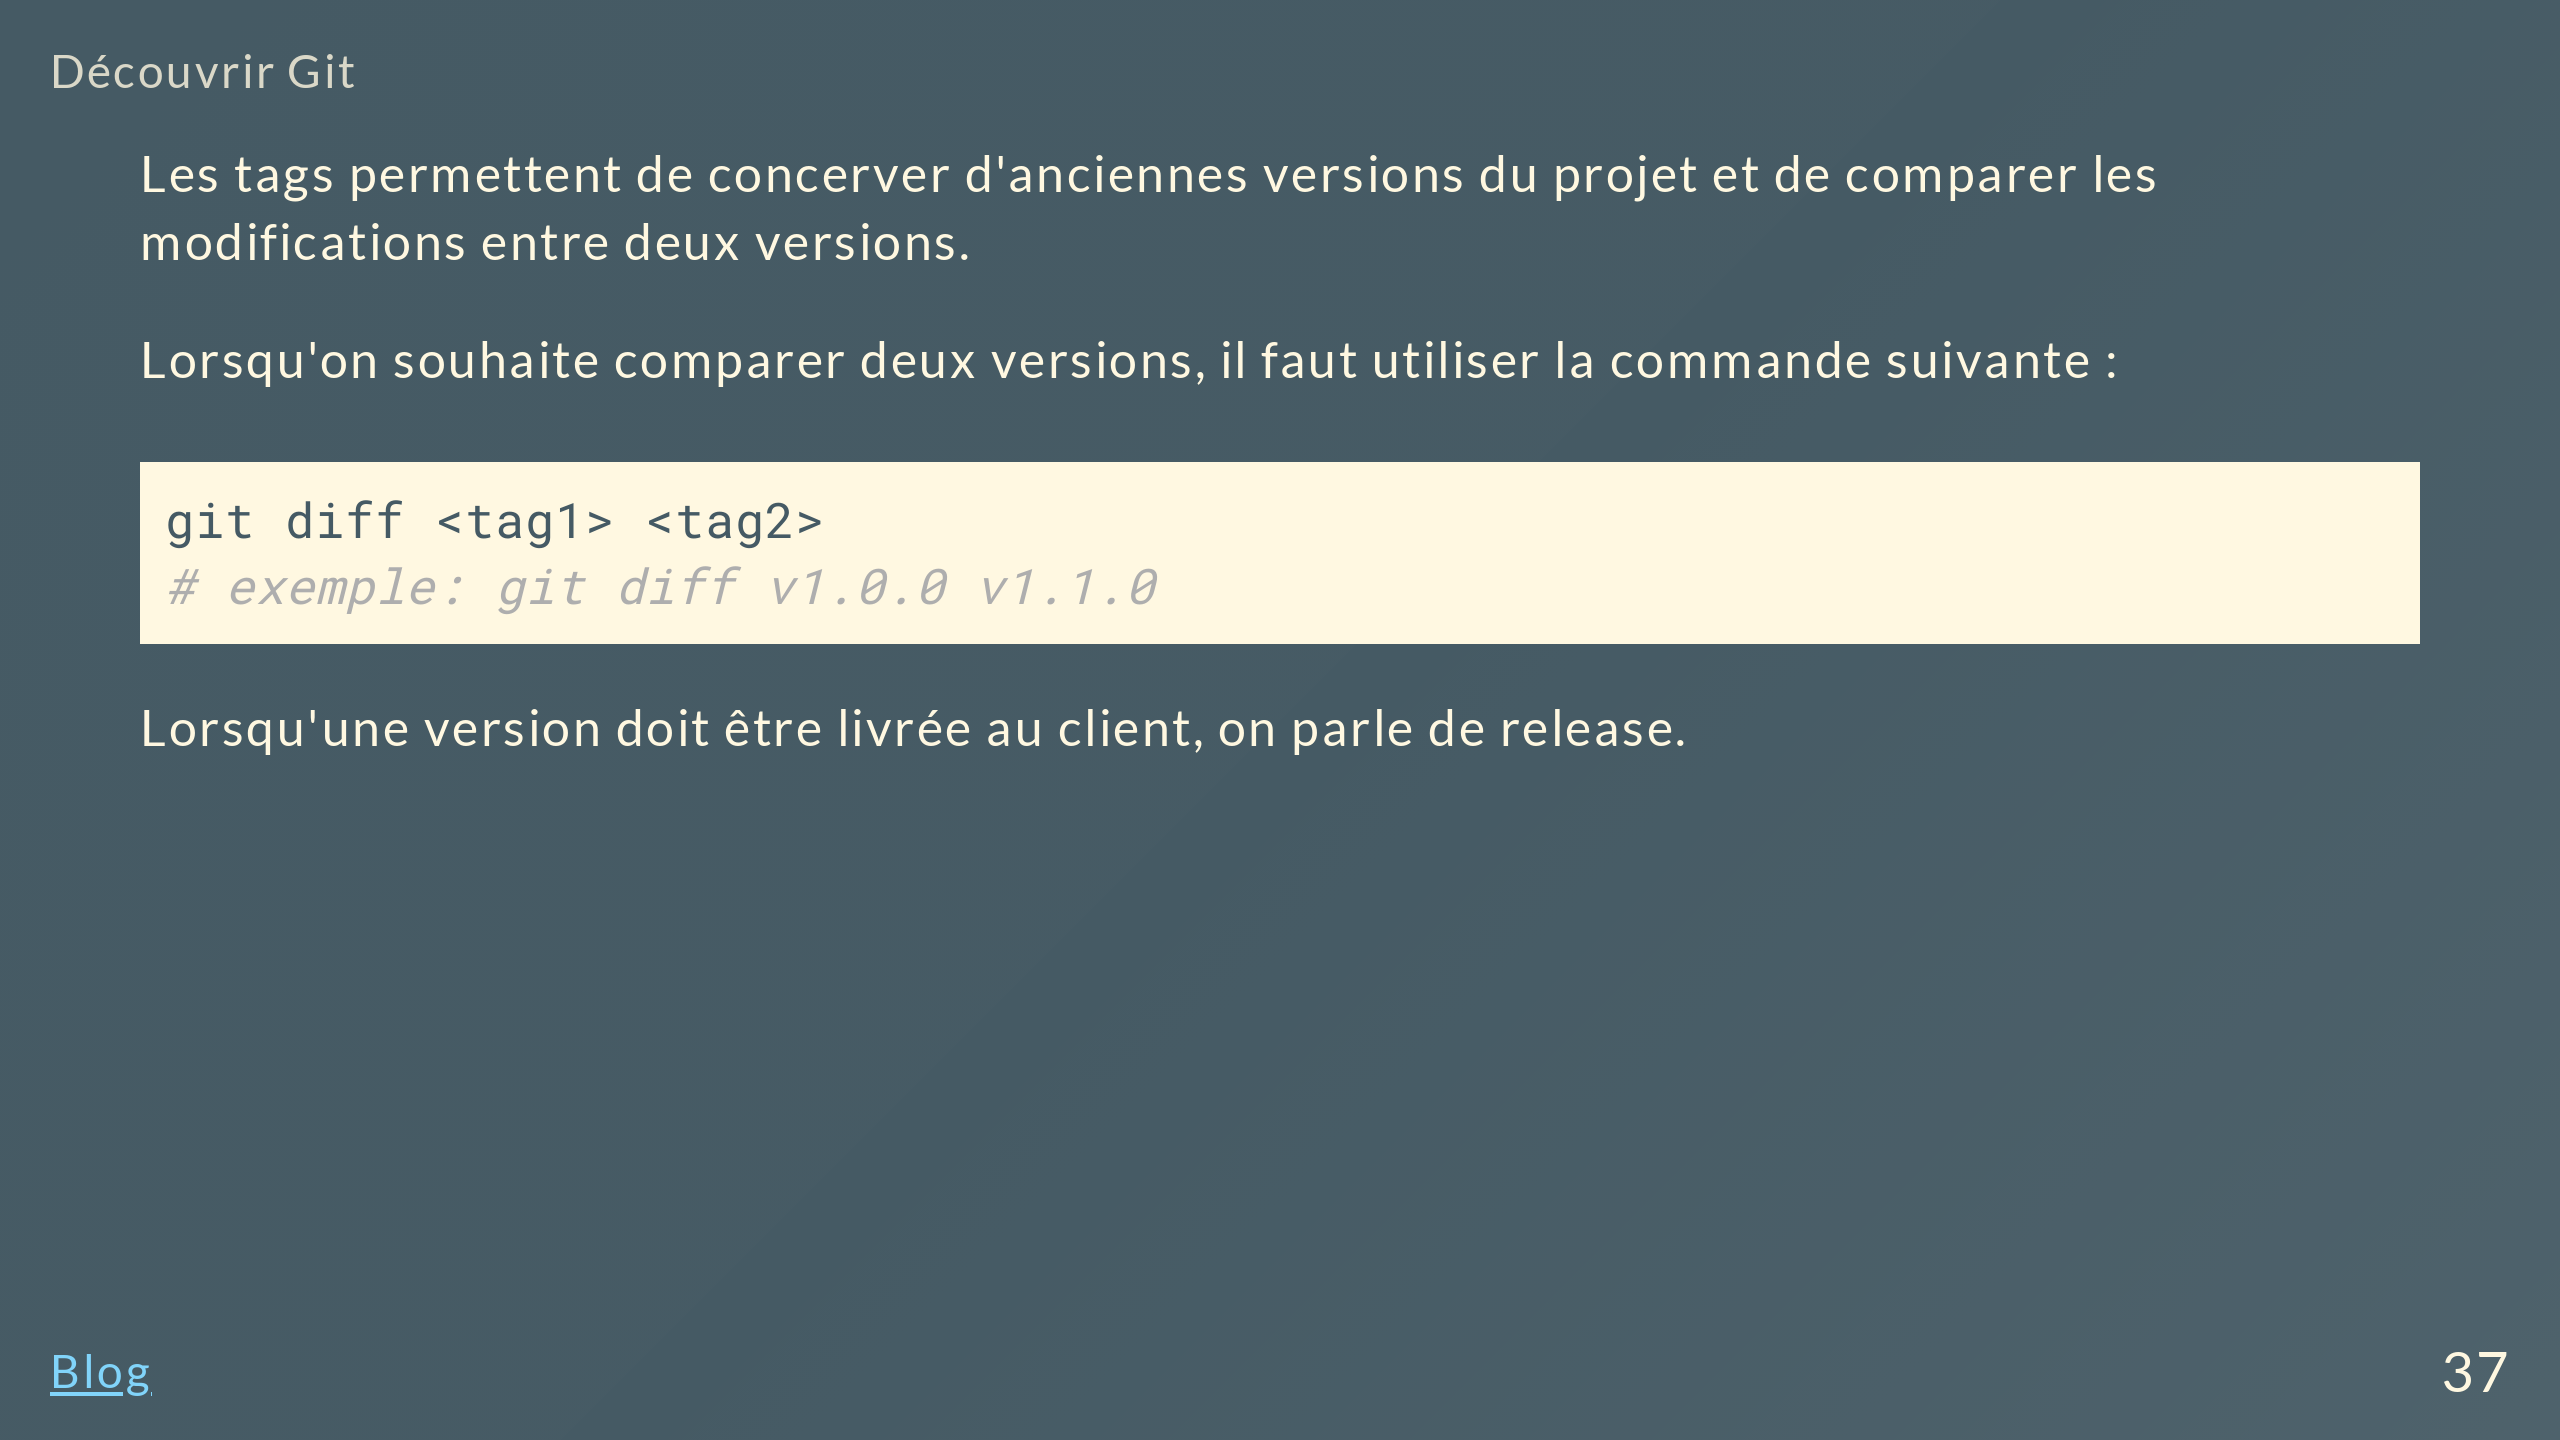 Découvrir Git
Les tags permettent de concerver d'anciennes versions du projet et de comparer les
modifications entre deux versions.
Lorsqu'on souhaite comparer deux versions, il faut utiliser la commande suivante :
git diff <tag1> <tag2>
# exemple: git diff v1.0.0 v1.1.0
Lorsqu'une version doit être livrée au client, on parle de release.
Blog
37